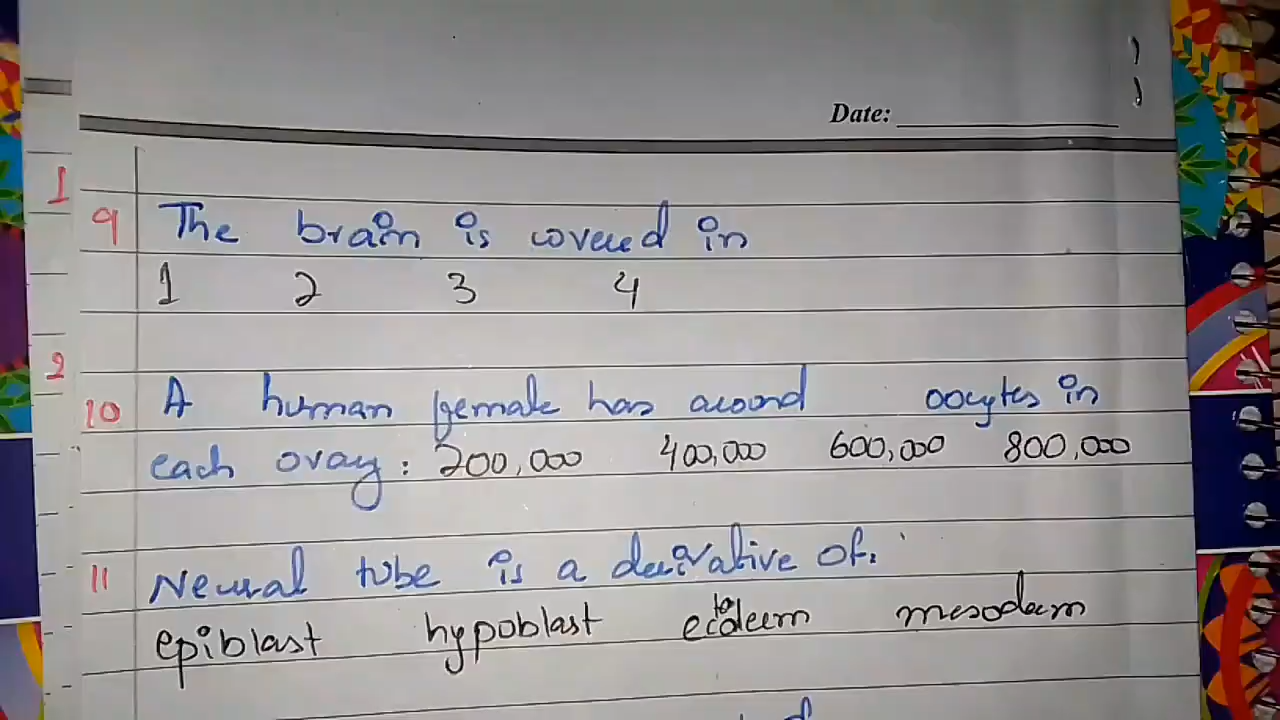 Date:
1
9 The brain is covered in
1 2 3 4
2
10 A human female has around oocytes in
each ovary: 200,000 400,000 600,000 800,000
11 Neural tube is a derivative of:
epiblast hypoblast ectoderm mesoderm